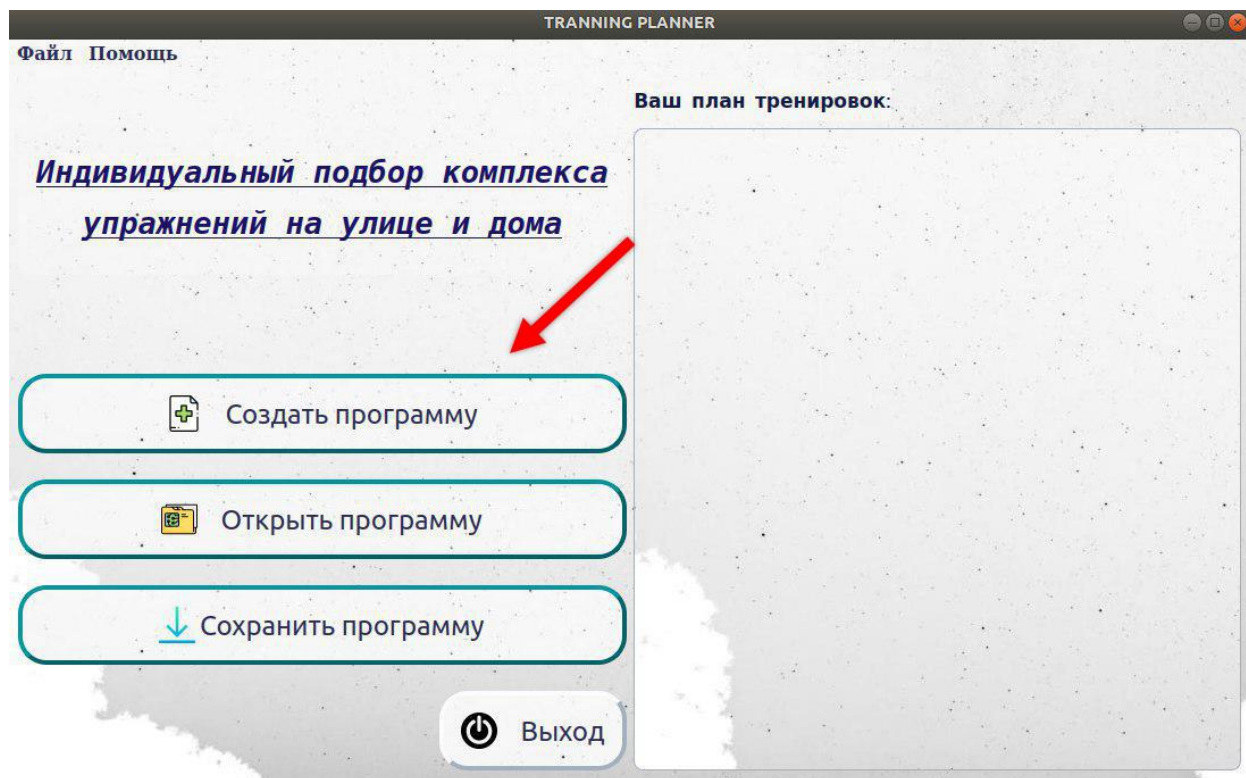 TRANNING PLANNER
Файл Помощь
Ваш план тренировок:
Индивидуальный подбор комплекса
упражнений на улице и дома
Создать программу
Открыть программу
Сохранить программу
Выход